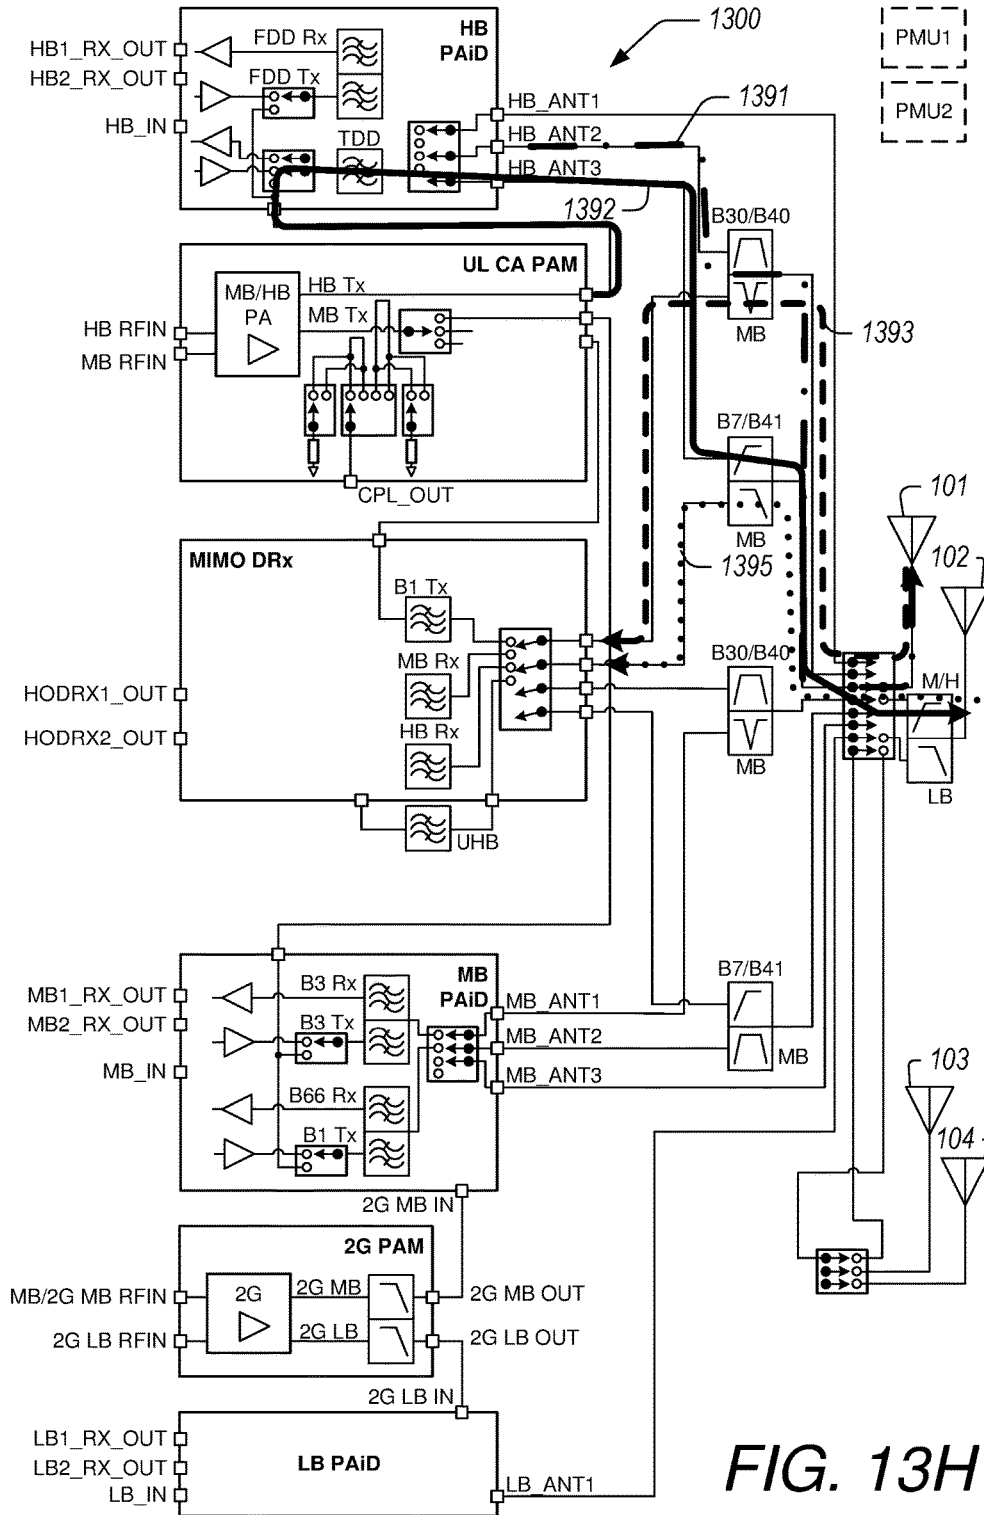 HB PAiD
1300
PMU1
PMU2
HB1_RX_OUT
HB2_RX_OUT
HB_IN
FDD Rx
FDD Tx
TDD
HB_ANT1
HB_ANT2
HB_ANT3
1391
1392
B30/B40
MB
1393
UL CA PAM
MB/HB PA
HB Tx
MB Tx
HB RFIN
MB RFIN
CPL_OUT
B7/B41
MB
1395
101
102
MIMO DRx
B1 Tx
MB Rx
HB Rx
UHB
HODRX1_OUT
HODRX2_OUT
B30/B40
MB
M/H
LB
MB PAiD
MB1_RX_OUT
MB2_RX_OUT
MB_IN
B3 Rx
B3 Tx
B66 Rx
B1 Tx
MB_ANT1
MB_ANT2
MB_ANT3
B7/B41
MB
103
104
2G MB IN
2G PAM
MB/2G MB RFIN
2G LB RFIN
2G
2G MB
2G LB
2G MB OUT
2G LB OUT
2G LB IN
LB1_RX_OUT
LB2_RX_OUT
LB_IN
LB PAiD
LB_ANT1
FIG. 13H